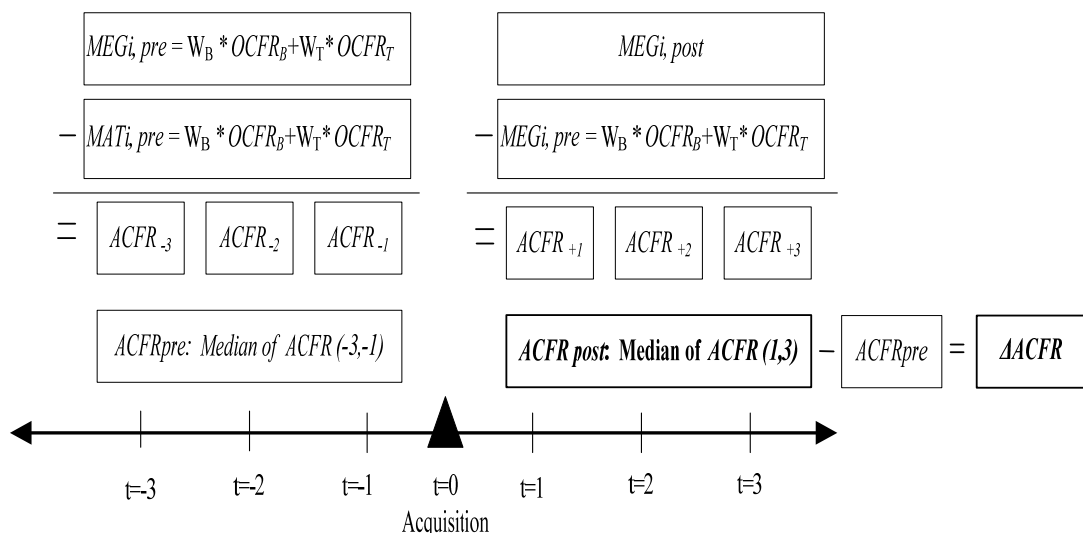 MEGi, pre = W_B * OCFR_B+W_T* OCFR_T
MEGi, post
− MATi, pre = W_B * OCFR_B+W_T* OCFR_T
− MEGi, pre = W_B * OCFR_B+W_T* OCFR_T
= ACFR -3 ACFR -2 ACFR -1
= ACFR +1 ACFR +2 ACFR +3
ACFRpre: Median of ACFR (-3,-1)
ACFR post: Median of ACFR (1,3) − ACFRpre = ΔACFR
t=-3 t=-2 t=-1 t=0 t=1 t=2 t=3
Acquisition